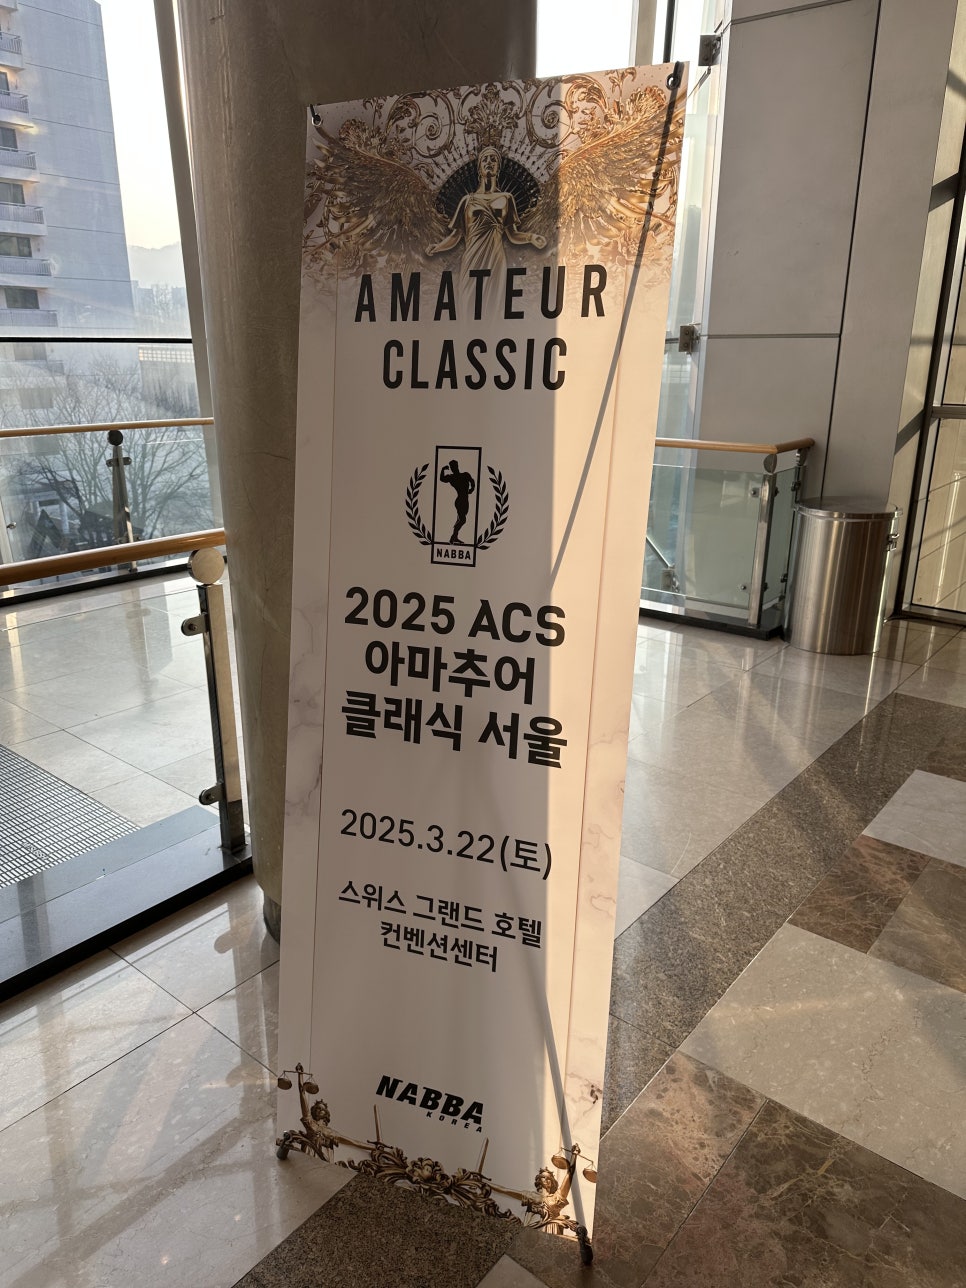 AMATEUR
CLASSIC
NABBA
2025 ACS
아마추어
클래식 서울
2025.3.22(토)
스위스 그랜드 호텔
컨벤션센터
NABBA
KOREA